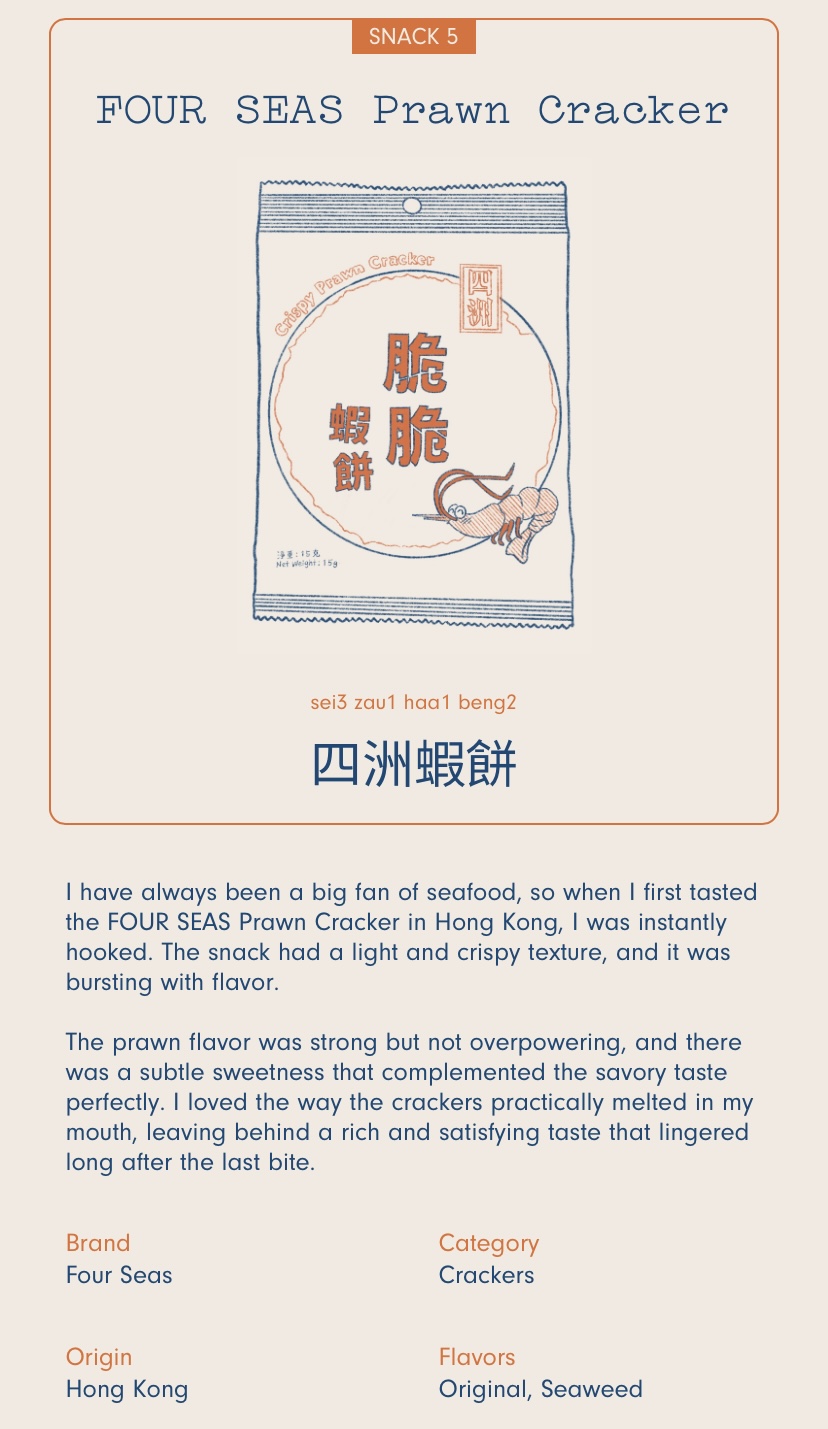 SNACK 5
FOUR SEAS Prawn Cracker
Crispy Prawn Cracker
四洲
脆脆
蝦餅
淨重：15克
Net Weight: 15g
sei3 zau1 haa1 beng2
四洲蝦餅
I have always been a big fan of seafood, so when I first tasted
the FOUR SEAS Prawn Cracker in Hong Kong, I was instantly
hooked. The snack had a light and crispy texture, and it was
bursting with flavor.
The prawn flavor was strong but not overpowering, and there
was a subtle sweetness that complemented the savory taste
perfectly. I loved the way the crackers practically melted in my
mouth, leaving behind a rich and satisfying taste that lingered
long after the last bite.
Brand
Four Seas
Category
Crackers
Origin
Hong Kong
Flavors
Original, Seaweed